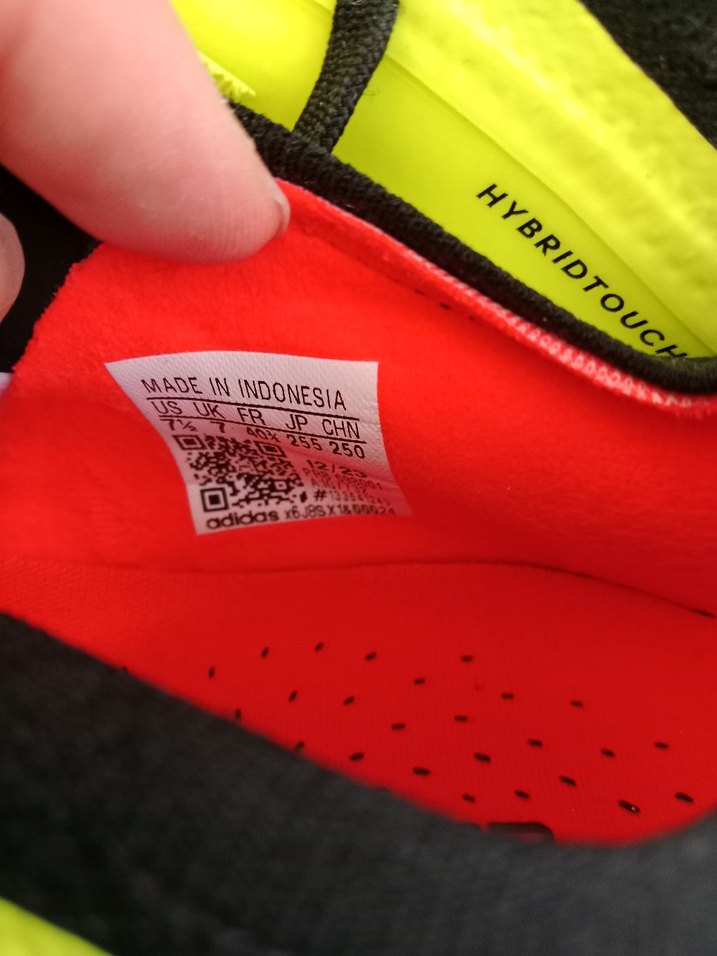 HYBRIDTOUCH
MADE IN INDONESIA
US UK FR JP CHN
7½ 7 40⅔ 255 250
12/23
adidas